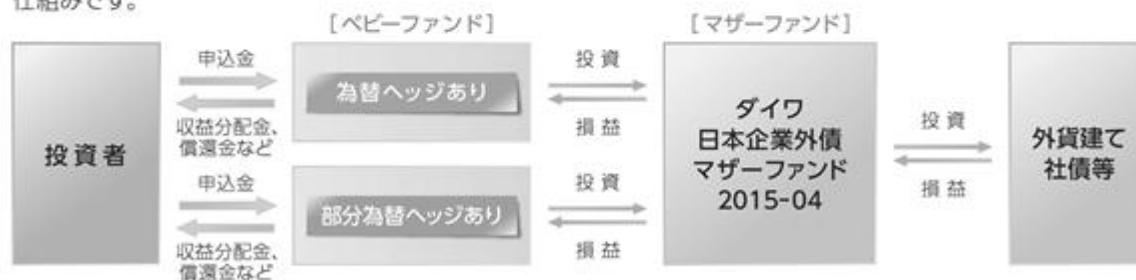 仕組みです。
[ベビーファンド]
[マザーファンド]
投資者
申込金
収益分配金、
償還金など
申込金
収益分配金、
償還金など
為替ヘッジあり
部分為替ヘッジあり
投資
損益
投資
損益
ダイワ
日本企業外債
マザーファンド
2015-04
投資
損益
外貨建て
社債等